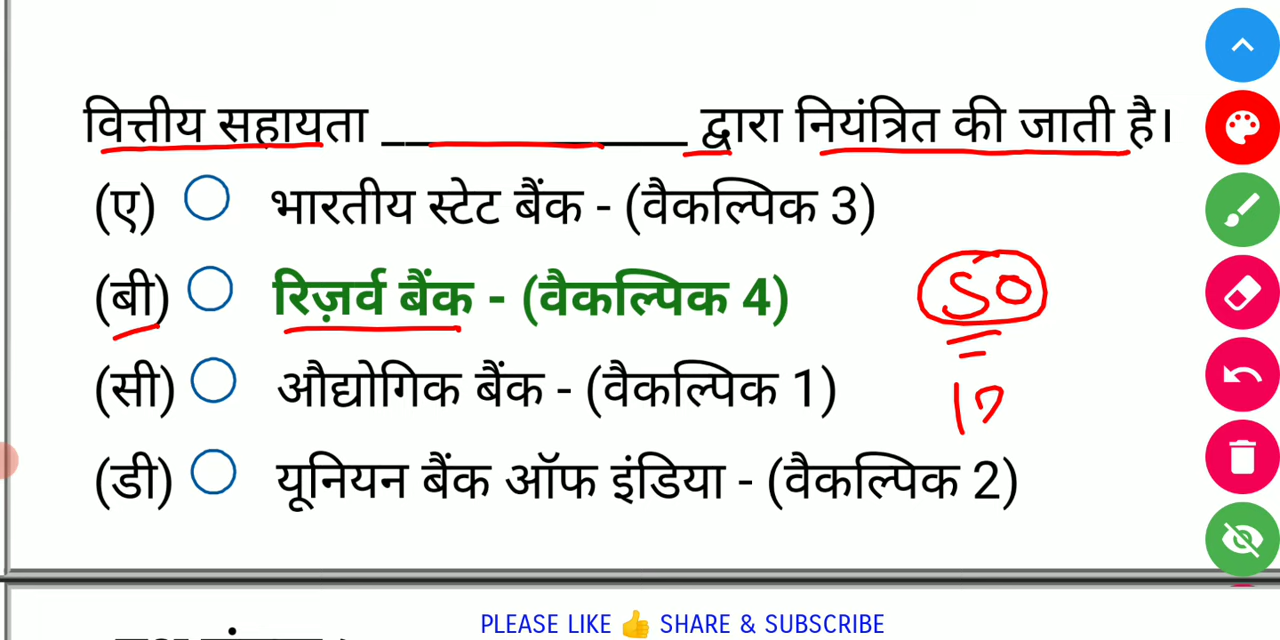 वित्तीय सहायता ____________ द्वारा नियंत्रित की जाती है।
(ए) भारतीय स्टेट बैंक - (वैकल्पिक 3)
(बी) रिज़र्व बैंक - (वैकल्पिक 4)
50
(सी) औद्योगिक बैंक - (वैकल्पिक 1)
(डी) यूनियन बैंक ऑफ इंडिया - (वैकल्पिक 2)
PLEASE LIKE 👍 SHARE & SUBSCRIBE